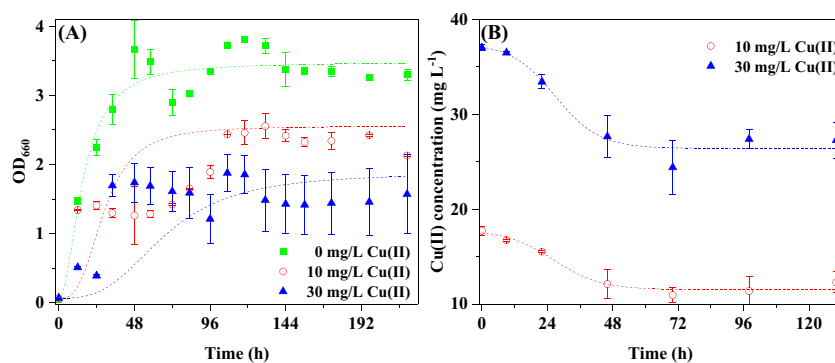 (A)
OD660
4
3
2
1
0
0 48 96 144 192
Time (h)
0 mg/L Cu(II)
10 mg/L Cu(II)
30 mg/L Cu(II)
(B)
Cu(II) concentration (mg L-1)
40
30
20
10
0 24 48 72 96 120
Time (h)
10 mg/L Cu(II)
30 mg/L Cu(II)